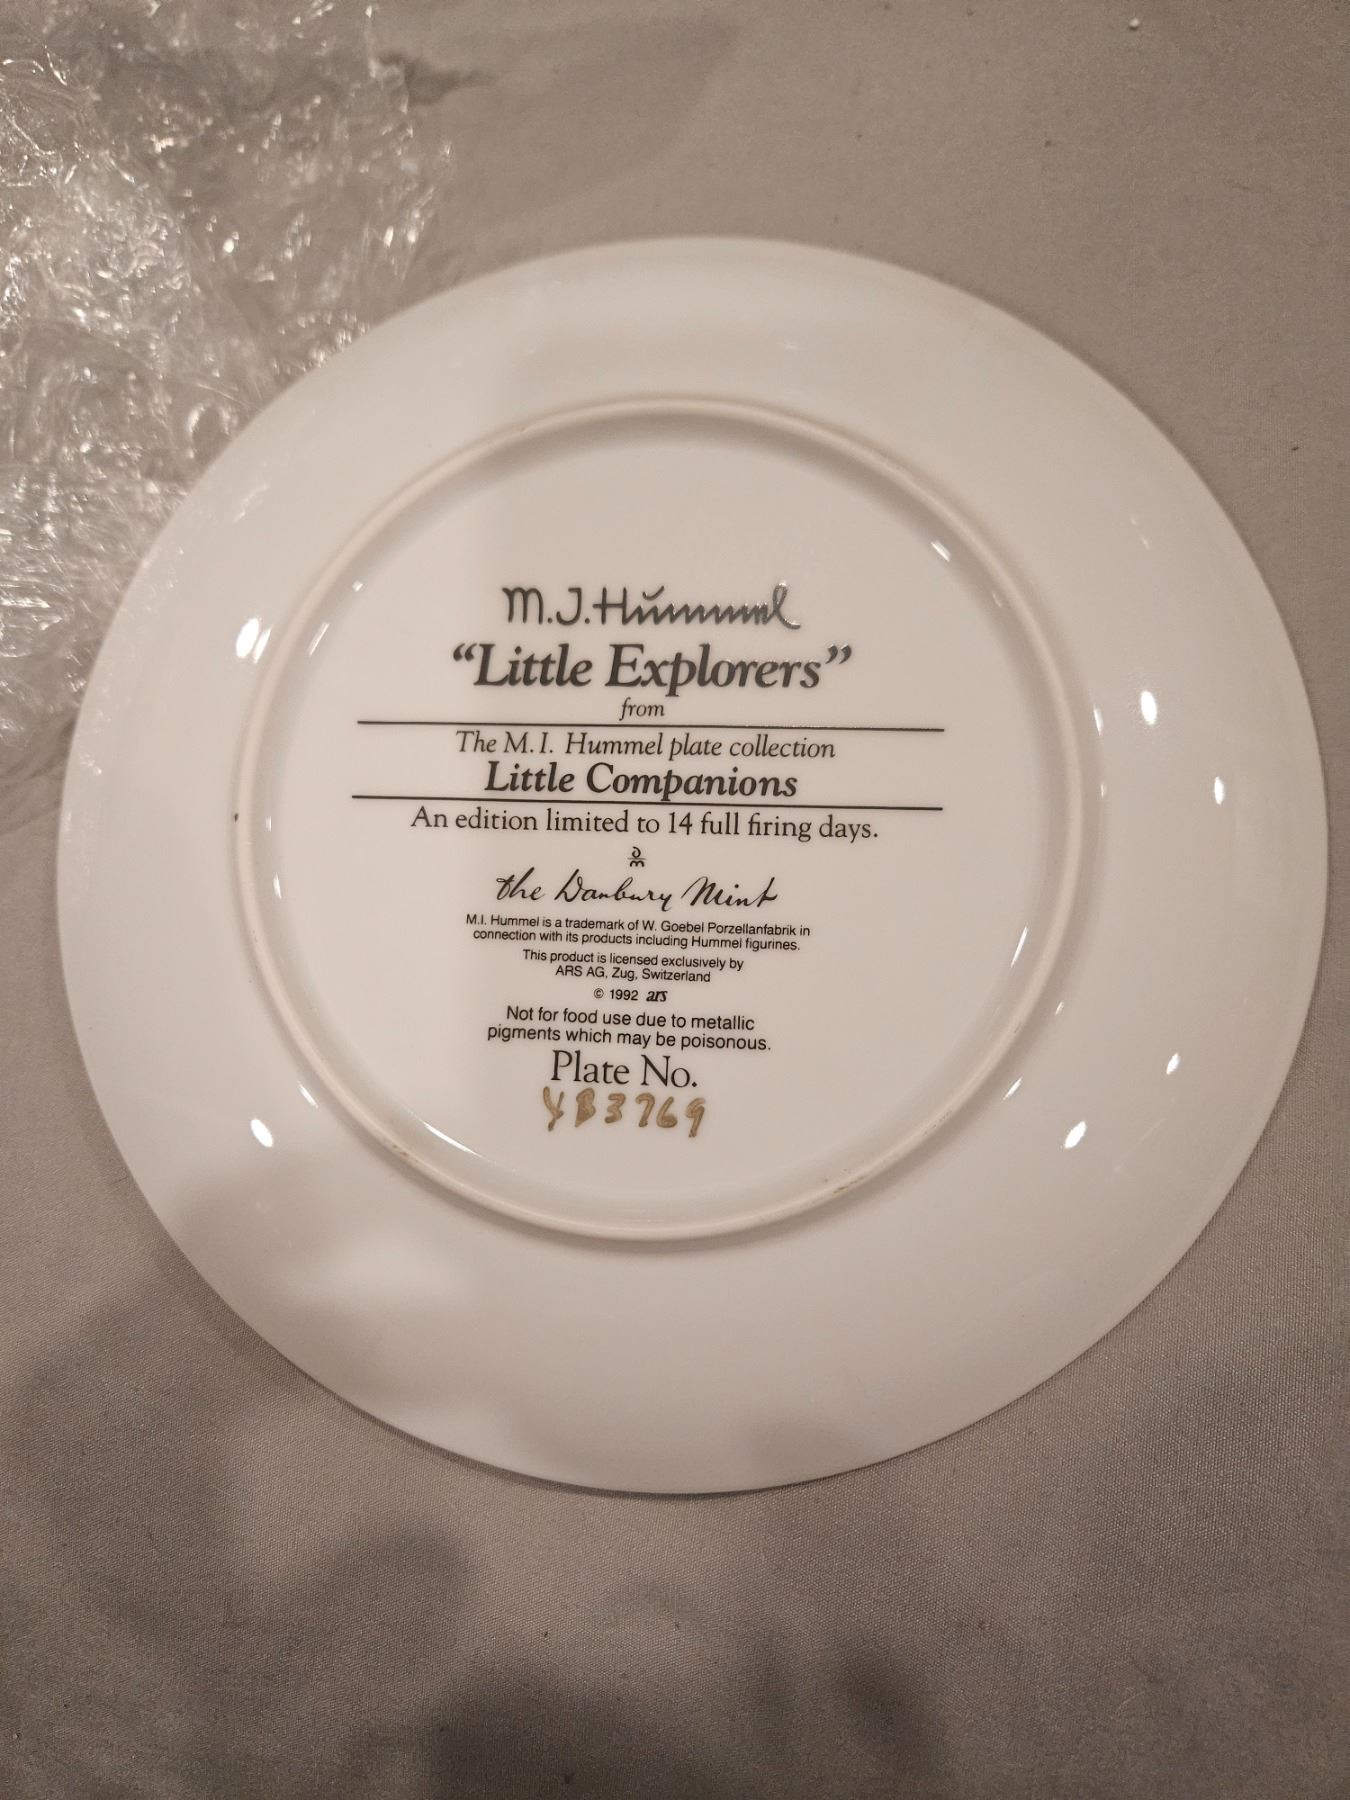 M.J. Hummel
“Little Explorers”
from
The M. I. Hummel plate collection
Little Companions
An edition limited to 14 full firing days.
dm
the Danbury Mint
M.I. Hummel is a trademark of W. Goebel Porzellanfabrik in
connection with its products including Hummel figurines.
This product is licensed exclusively by
ARS AG, Zug, Switzerland
© 1992 ars
Not for food use due to metallic
pigments which may be poisonous.
Plate No.
YB3769